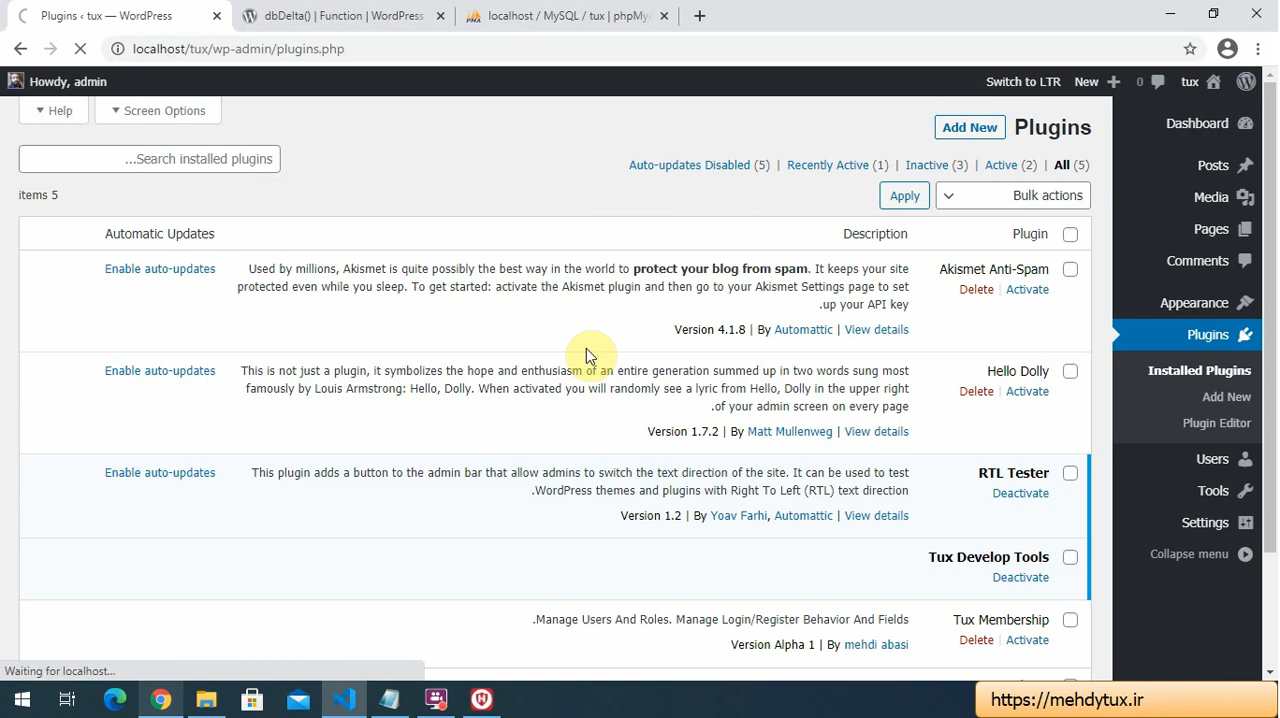 Plugins ‹ tux — WordPress
dbDelta() | Function | WordPress
localhost / MySQL / tux | phpMy
localhost/tux/wp-admin/plugins.php
Howdy, admin
Switch to LTR
New
0
tux
Help
Screen Options
Add New
Plugins
...Search installed plugins
Auto-updates Disabled (5) | Recently Active (1) | Inactive (3) | Active (2) | All (5)
items 5
Apply
Bulk actions
Automatic Updates
Description
Plugin
Enable auto-updates
Used by millions, Akismet is quite possibly the best way in the world to protect your blog from spam. It keeps your site
protected even while you sleep. To get started: activate the Akismet plugin and then go to your Akismet Settings page to set
.up your API key
Version 4.1.8 | By Automattic | View details
Akismet Anti-Spam
Delete | Activate
Enable auto-updates
This is not just a plugin, it symbolizes the hope and enthusiasm of an entire generation summed up in two words sung most
famously by Louis Armstrong: Hello, Dolly. When activated you will randomly see a lyric from Hello, Dolly in the upper right
.of your admin screen on every page
Version 1.7.2 | By Matt Mullenweg | View details
Hello Dolly
Delete | Activate
Enable auto-updates
This plugin adds a button to the admin bar that allow admins to switch the text direction of the site. It can be used to test
.WordPress themes and plugins with Right To Left (RTL) text direction
Version 1.2 | By Yoav Farhi, Automattic | View details
RTL Tester
Deactivate
Tux Develop Tools
Deactivate
.Manage Users And Roles. Manage Login/Register Behavior And Fields
Version Alpha 1 | By mehdi abasi
Tux Membership
Delete | Activate
Dashboard
Posts
Media
Pages
Comments
Appearance
Plugins
Installed Plugins
Add New
Plugin Editor
Users
Tools
Settings
Collapse menu
Waiting for localhost...
https://mehdytux.ir